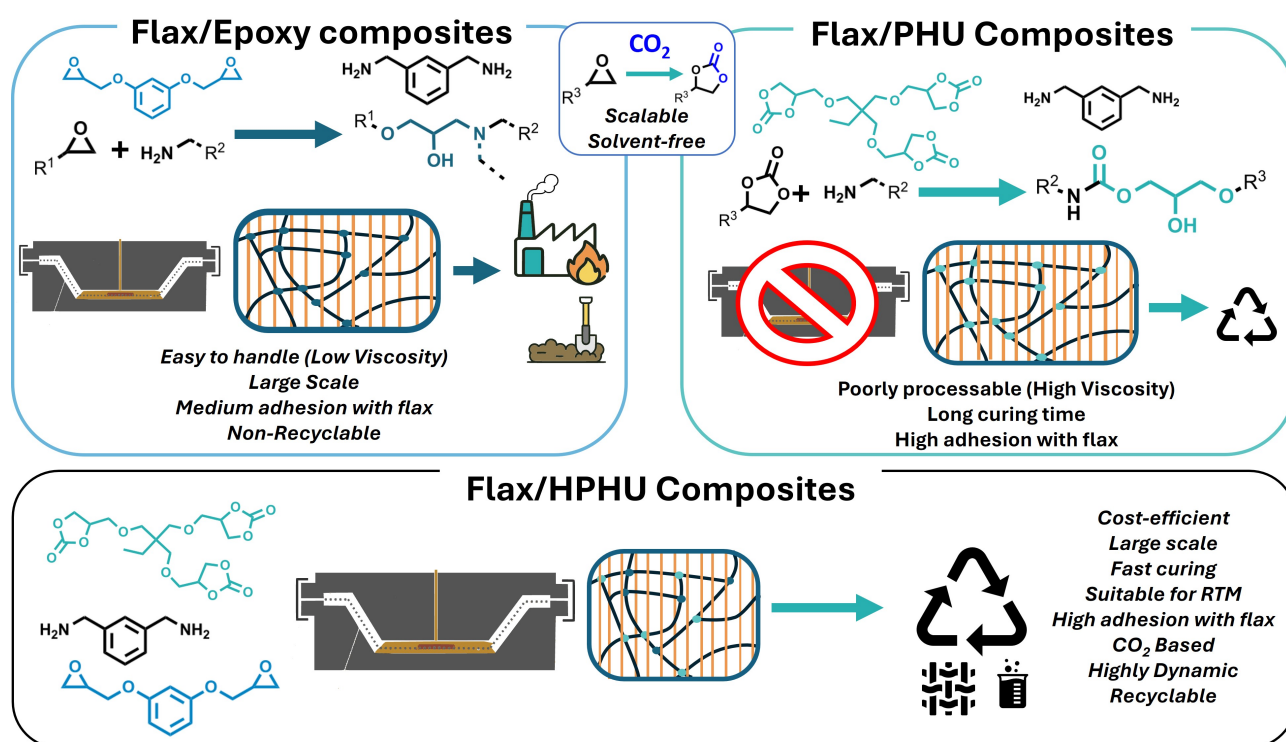 Flax/Epoxy composites
O
O
O
O
H₂N
NH₂
O
R¹
+
H₂N
R²
R¹
O
OH
N
R²
Easy to handle (Low Viscosity)
Large Scale
Medium adhesion with flax
Non-Recyclable
CO₂
O
R³
O
O
O
R³
Scalable
Solvent-free
Flax/PHU Composites
O
O
O
O
O
O
O
O
O
O
O
O
H₂N
NH₂
O
O
O
R³
+
H₂N
R²
R²
N
H
O
O
OH
O
R³
Poorly processable (High Viscosity)
Long curing time
High adhesion with flax
Flax/HPHU Composites
O
O
O
O
O
O
O
O
O
O
O
O
H₂N
NH₂
O
O
O
O
Cost-efficient
Large scale
Fast curing
Suitable for RTM
High adhesion with flax
CO₂ Based
Highly Dynamic
Recyclable